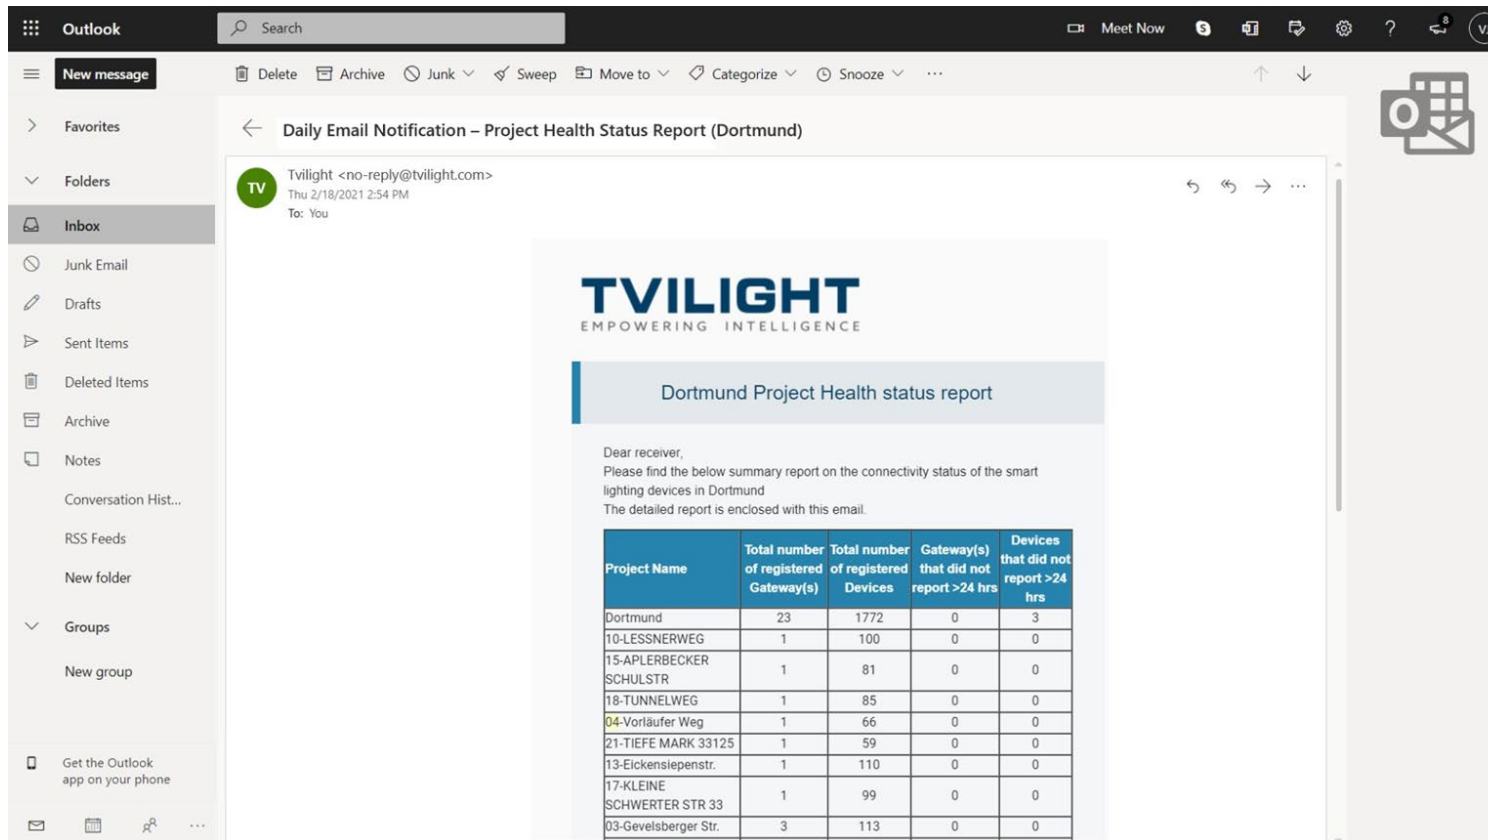 Outlook
Search
Meet Now
8
New message
Delete
Archive
Junk
Sweep
Move to
Categorize
Snooze
Favorites
Folders
Inbox
Junk Email
Drafts
Sent Items
Deleted Items
Archive
Notes
Conversation Hist...
RSS Feeds
New folder
Groups
New group
Get the Outlook
app on your phone
Daily Email Notification – Project Health Status Report (Dortmund)
TV
Tvilight <no-reply@tvilight.com>
Thu 2/18/2021 2:54 PM
To: You
TVILIGHT
EMPOWERING INTELLIGENCE
Dortmund Project Health status report
Dear receiver,
Please find the below summary report on the connectivity status of the smart
lighting devices in Dortmund
The detailed report is enclosed with this email.
Project Name
Total number
of registered
Gateway(s)
Total number
of registered
Devices
Gateway(s)
that did not
report >24 hrs
Devices
that did not
report >24
hrs
Dortmund 23 1772 0 3
10-LESSNERWEG 1 100 0 0
15-APLERBECKER
SCHULSTR 1 81 0 0
18-TUNNELWEG 1 85 0 0
04-Vorläufer Weg 1 66 0 0
21-TIEFE MARK 33125 1 59 0 0
13-Eickensiepenstr. 1 110 0 0
17-KLEINE
SCHWERTER STR 33 1 99 0 0
03-Gevelsberger Str. 3 113 0 0